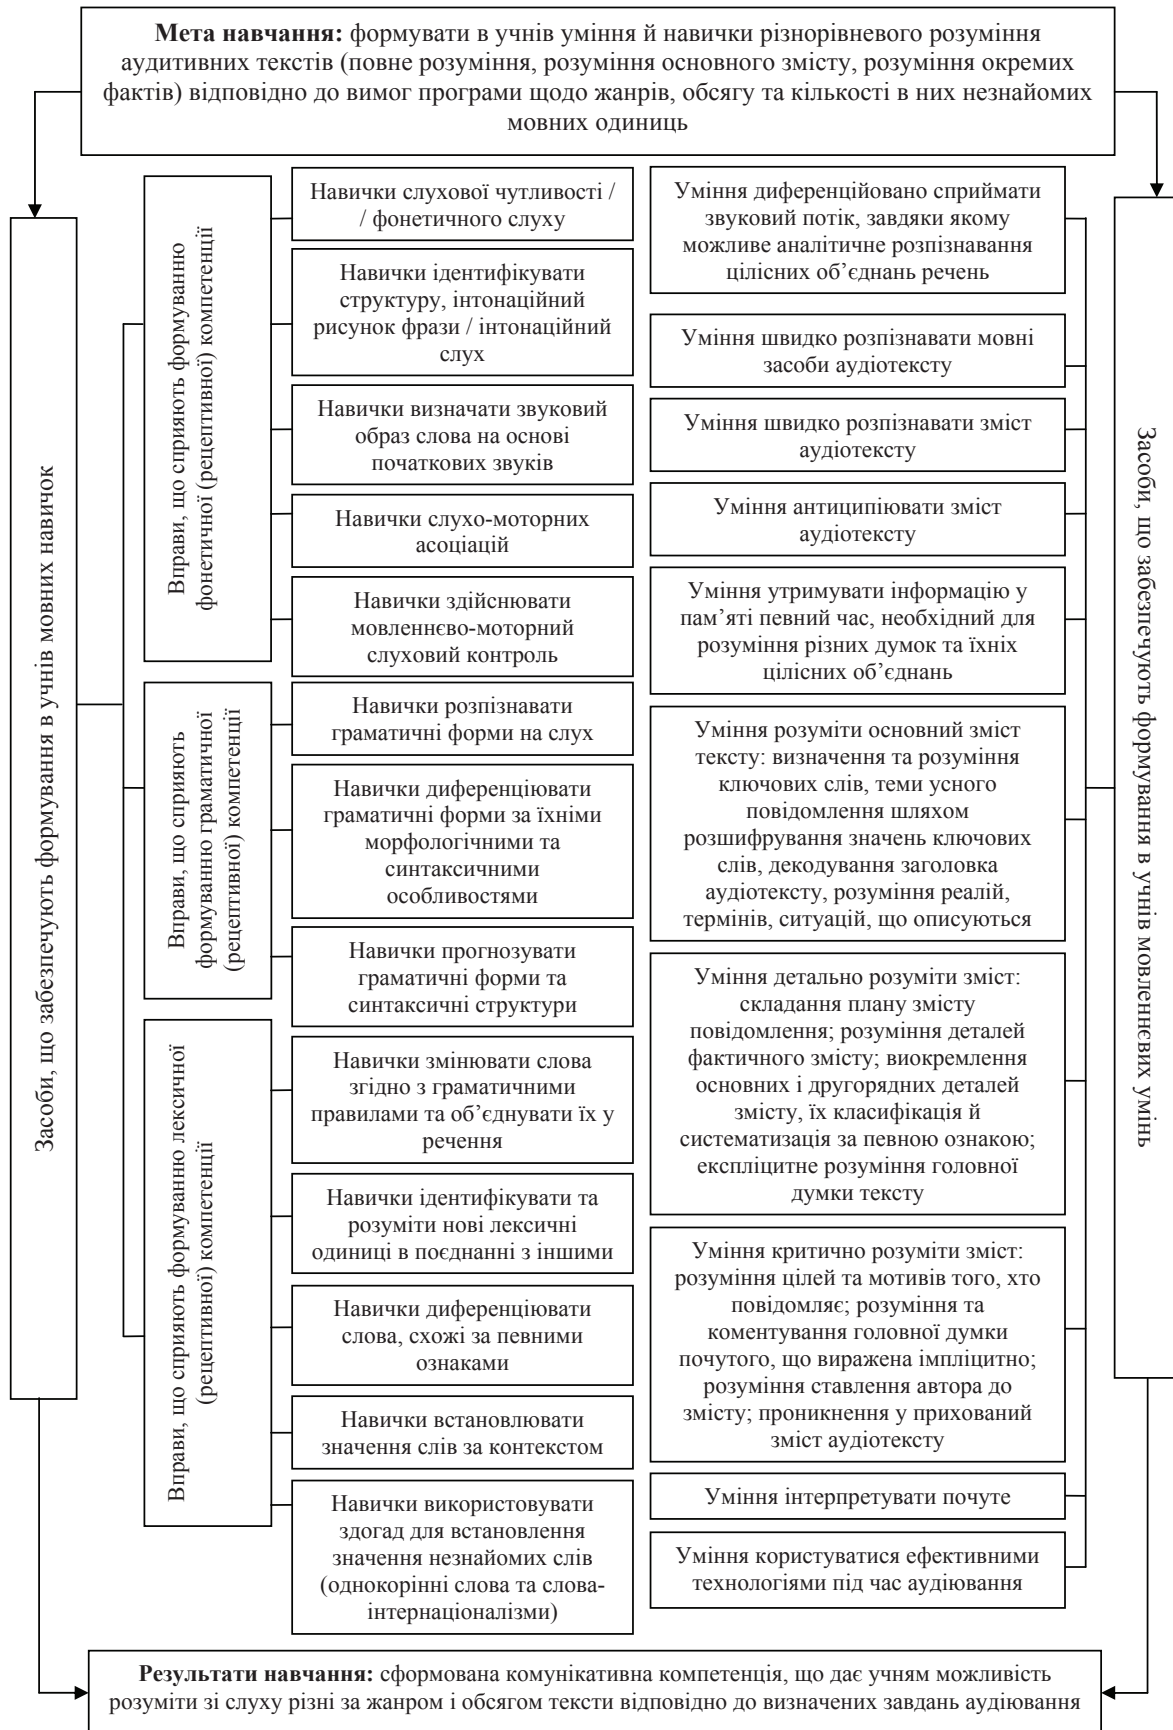 Мета навчання: формувати в учнів уміння й навички різнорівневого розуміння
аудитивних текстів (повне розуміння, розуміння основного змісту, розуміння окремих
фактів) відповідно до вимог програми щодо жанрів, обсягу та кількості в них незнайомих
мовних одиниць
Засоби, що забезпечують формування в учнів мовних навичок
Вправи, що сприяють формуванню
фонетичної (рецептивної) компетенції
Навички слухової чутливості /
/ фонетичного слуху
Навички ідентифікувати
структуру, інтонаційний
рисунок фрази / інтонаційний
слух
Навички визначати звуковий
образ слова на основі
початкових звуків
Навички слухо-моторних
асоціацій
Навички здійснювати
мовленнєво-моторний
слуховий контроль
Вправи, що сприяють
формуванню граматичної
(рецептивної) компетенції
Навички розпізнавати
граматичні форми на слух
Навички диференціювати
граматичні форми за їхніми
морфологічними та
синтаксичними
особливостями
Навички прогнозувати
граматичні форми та
синтаксичні структури
Вправи, що сприяють формуванню лексичної
(рецептивної) компетенції
Навички змінювати слова
згідно з граматичними
правилами та об’єднувати їх у
речення
Навички ідентифікувати та
розуміти нові лексичні
одиниці в поєднанні з іншими
Навички диференціювати
слова, схожі за певними
ознаками
Навички встановлювати
значення слів за контекстом
Навички використовувати
здогад для встановлення
значення незнайомих слів
(однокорінні слова та слова-
інтернаціоналізми)
Уміння диференційовано сприймати
звуковий потік, завдяки якому
можливе аналітичне розпізнавання
цілісних об’єднань речень
Уміння швидко розпізнавати мовні
засоби аудіотексту
Уміння швидко розпізнавати зміст
аудіотексту
Уміння антиципіювати зміст
аудіотексту
Уміння утримувати інформацію у
пам’яті певний час, необхідний для
розуміння різних думок та їхніх
цілісних об’єднань
Уміння розуміти основний зміст
тексту: визначення та розуміння
ключових слів, теми усного
повідомлення шляхом
розшифрування значень ключових
слів, декодування заголовка
аудіотексту, розуміння реалій,
термінів, ситуацій, що описуються
Уміння детально розуміти зміст:
складання плану змісту
повідомлення; розуміння деталей
фактичного змісту; виокремлення
основних і другорядних деталей
змісту, їх класифікація й
систематизація за певною ознакою;
експліцитне розуміння головної
думки тексту
Уміння критично розуміти зміст:
розуміння цілей та мотивів того, хто
повідомляє; розуміння та
коментування головної думки
почутого, що виражена імпліцитно;
розуміння ставлення автора до
змісту; проникнення у прихований
зміст аудіотексту
Уміння інтерпретувати почуте
Уміння користуватися ефективними
технологіями під час аудіювання
Засоби, що забезпечують формування в учнів мовленнєвих умінь
Результати навчання: сформована комунікативна компетенція, що дає учням можливість
розуміти зі слуху різні за жанром і обсягом тексти відповідно до визначених завдань аудіювання